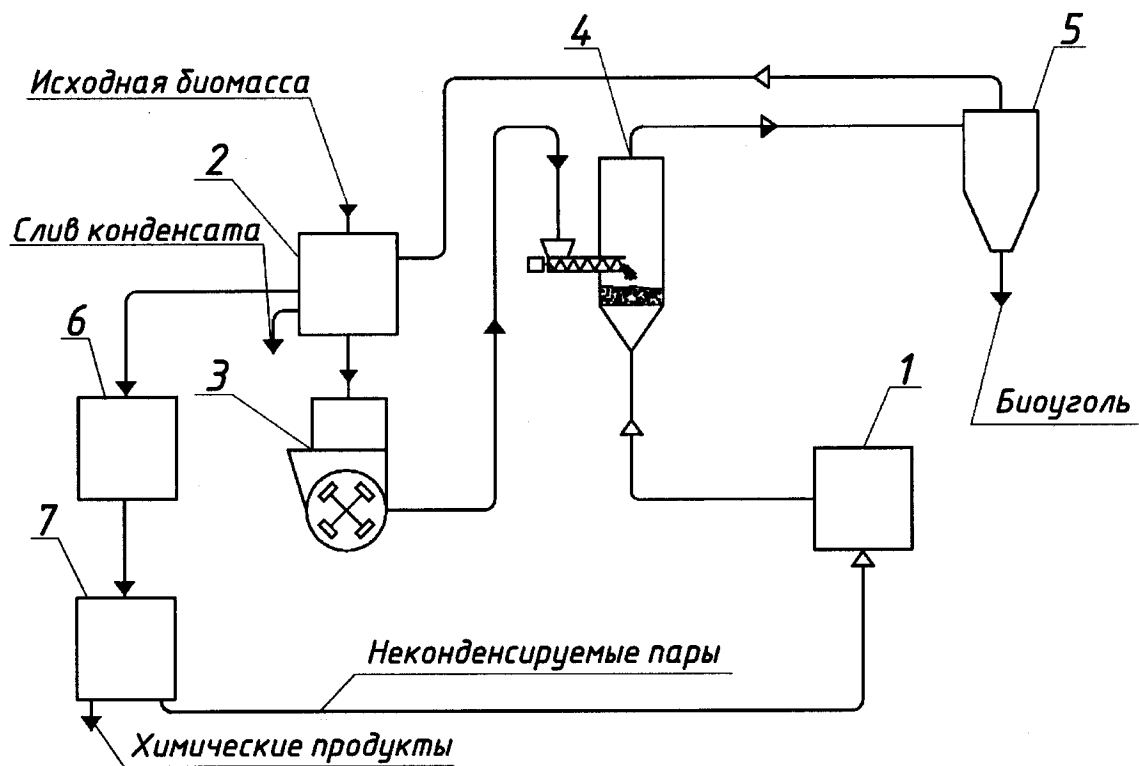 4
5
Исходная биомасса
2
Слив конденсата
6
3
1
Биоуголь
7
Неконденсируемые пары
Химические продукты